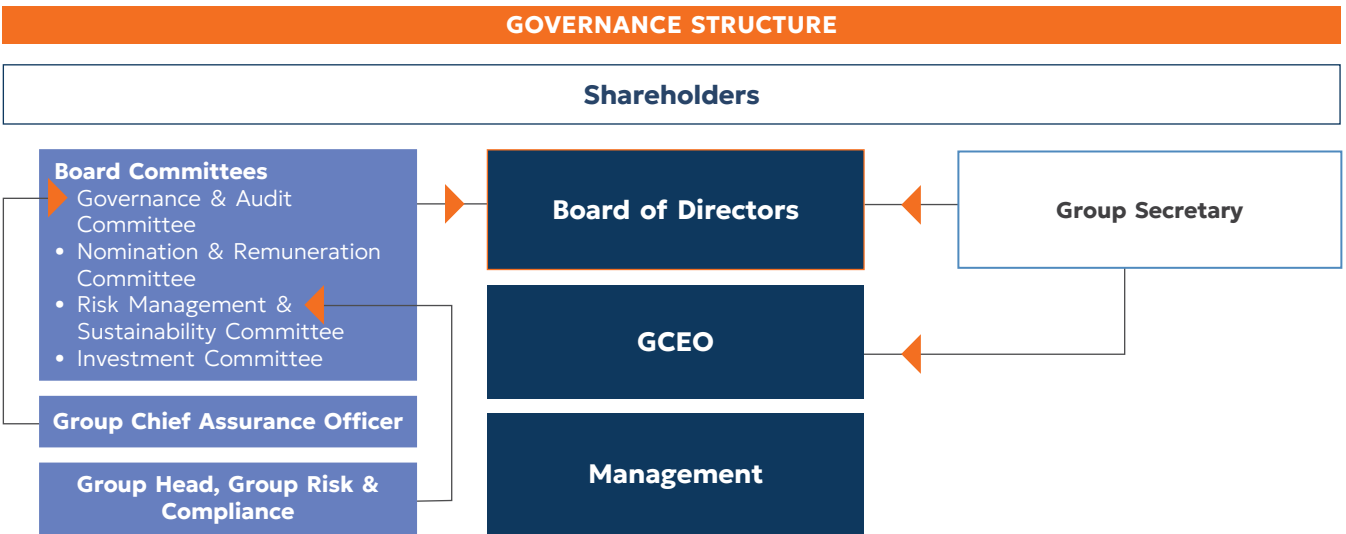 GOVERNANCE STRUCTURE
Shareholders
Board Committees
Governance & Audit
Committee
• Nomination & Remuneration
Committee
• Risk Management &
Sustainability Committee
• Investment Committee
Group Chief Assurance Officer
Group Head, Group Risk &
Compliance
Board of Directors
GCEO
Management
Group Secretary